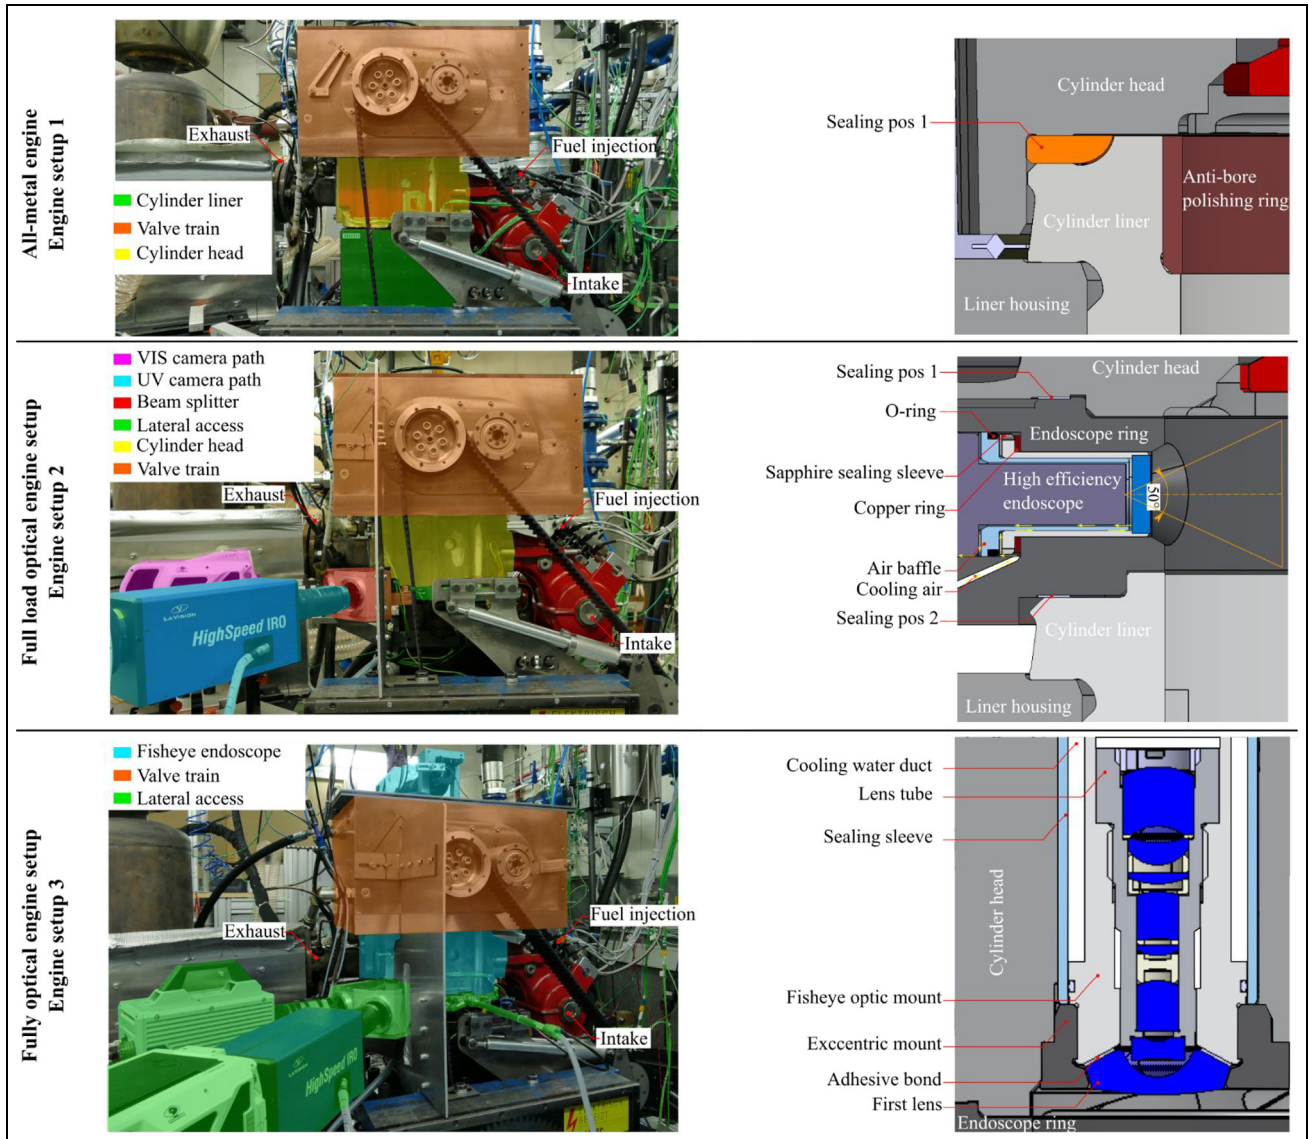 All-metal engine
Engine setup 1
Exhaust
Fuel injection
Cylinder liner
Valve train
Cylinder head
Intake
Cylinder head
Sealing pos 1
Anti-bore
polishing ring
Cylinder liner
Liner housing
Full load optical engine setup
Engine setup 2
VIS camera path
UV camera path
Beam splitter
Lateral access
Cylinder head
Valve train
Exhaust
Fuel injection
LAVISION
HighSpeed IRO
Intake
ELEKTRISCH
Sealing pos 1
Cylinder head
O-ring
Endoscope ring
Sapphire sealing sleeve
High efficiency
endoscope
50°
Copper ring
Air baffle
Cooling air
Sealing pos 2
Cylinder liner
Liner housing
Fully optical engine setup
Engine setup 3
Fisheye endoscope
Valve train
Lateral access
Fuel injection
Exhaust
Intake
LAVISION
HighSpeed IRO
Cooling water duct
Lens tube
Sealing sleeve
Cylinder head
Fisheye optic mount
Exccentric mount
Adhesive bond
First lens
Endoscope ring